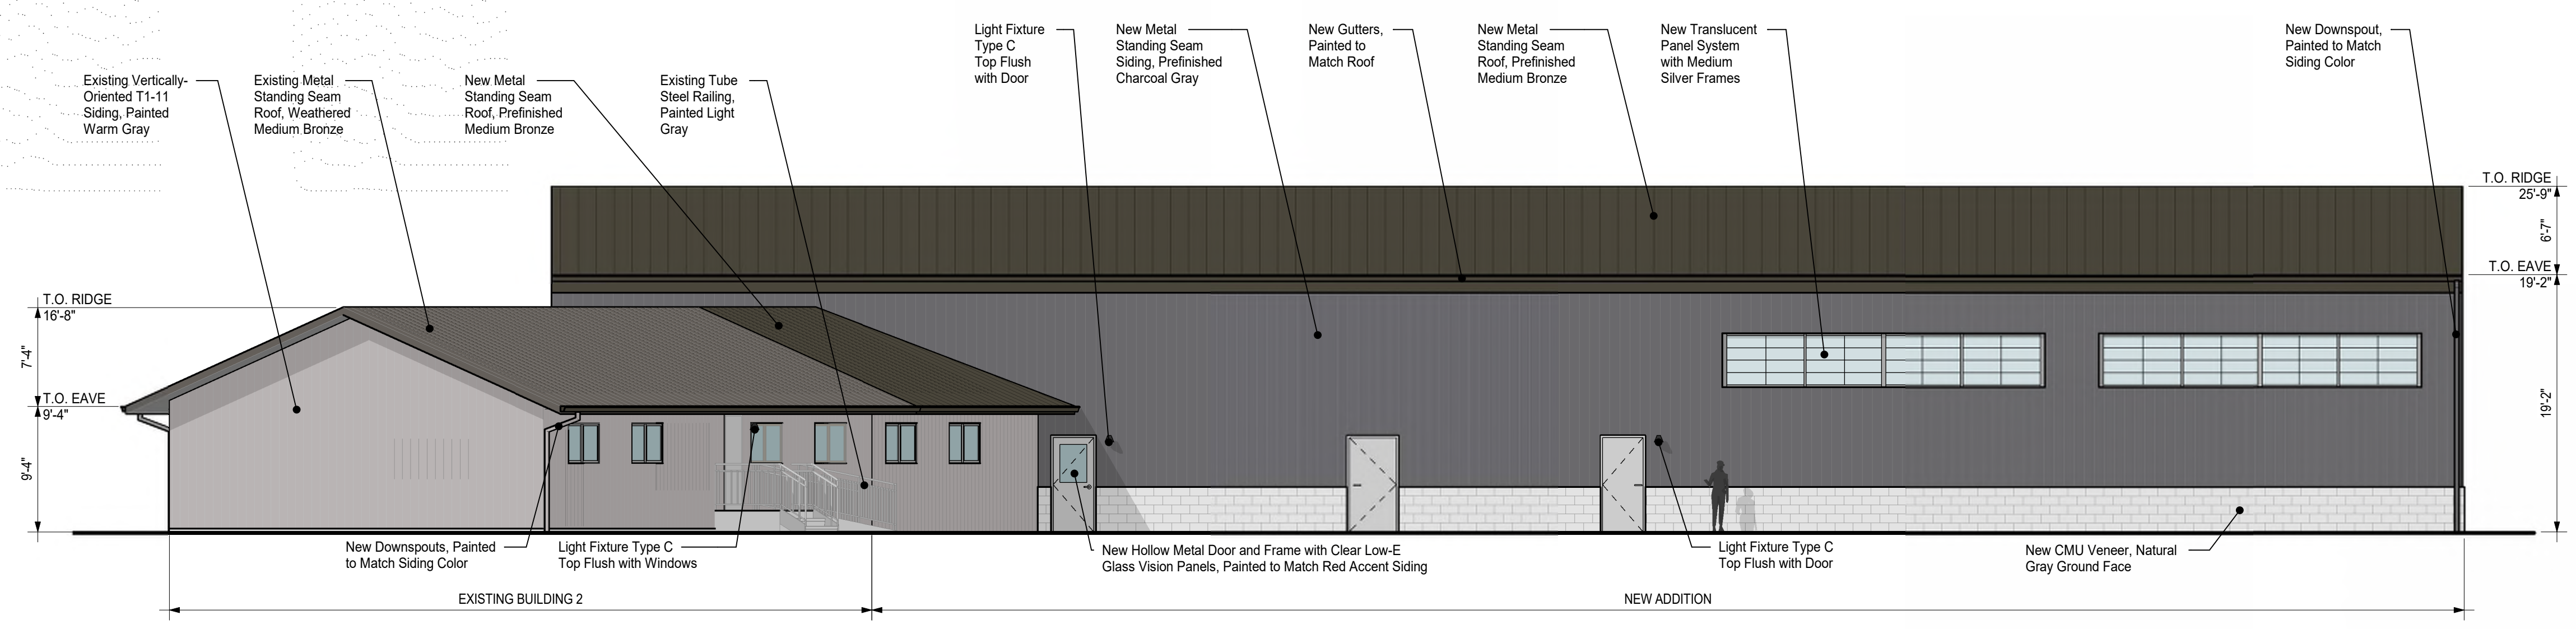 Light Fixture
Type C
Top Flush
with Door
New Metal
Standing Seam
Siding, Prefinished
Charcoal Gray
New Gutters,
Painted to
Match Roof
New Metal
Standing Seam
Roof, Prefinished
Medium Bronze
New Translucent
Panel System
with Medium
Silver Frames
New Downspout,
Painted to Match
Siding Color
Existing Vertically-
Oriented T1-11
Siding, Painted
Warm Gray
Existing Metal
Standing Seam
Roof, Weathered
Medium Bronze
New Metal
Standing Seam
Roof, Prefinished
Medium Bronze
Existing Tube
Steel Railing,
Painted Light
Gray
T.O. RIDGE
25'-9"
6'-7"
T.O. EAVE
19'-2"
19'-2"
T.O. RIDGE
16'-8"
7'-4"
T.O. EAVE
9'-4"
9'-4"
New Downspouts, Painted
to Match Siding Color
Light Fixture Type C
Top Flush with Windows
New Hollow Metal Door and Frame with Clear Low-E
Glass Vision Panels, Painted to Match Red Accent Siding
Light Fixture Type C
Top Flush with Door
New CMU Veneer, Natural
Gray Ground Face
EXISTING BUILDING 2
NEW ADDITION